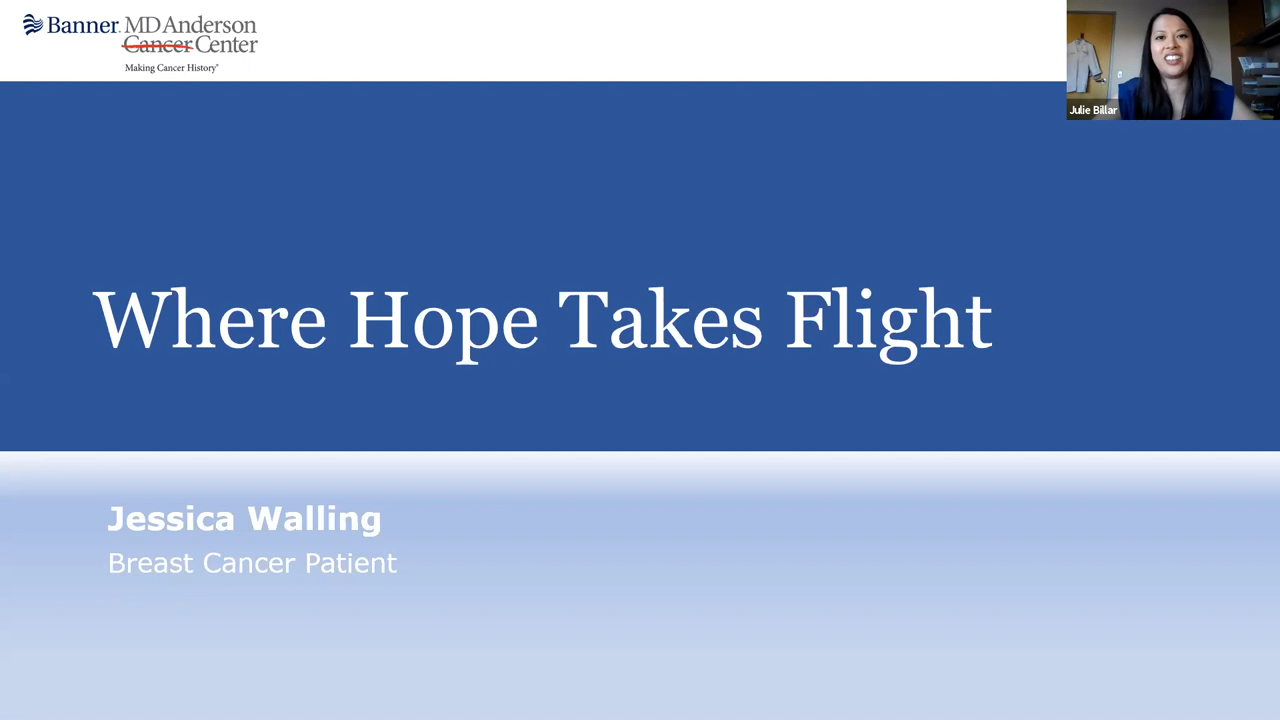 Banner MD Anderson
Cancer Center
Making Cancer History®
Julie Billar
Where Hope Takes Flight
Jessica Walling
Breast Cancer Patient